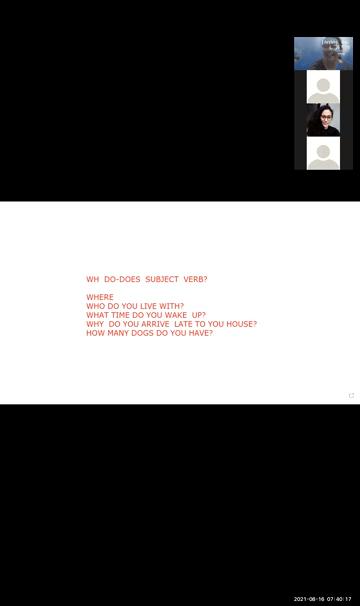 WH DO-DOES SUBJECT VERB?
WHERE
WHO DO YOU LIVE WITH?
WHAT TIME DO YOU WAKE UP?
WHY DO YOU ARRIVE LATE TO YOU HOUSE?
HOW MANY DOGS DO YOU HAVE?
2021-08-16 07:40:17